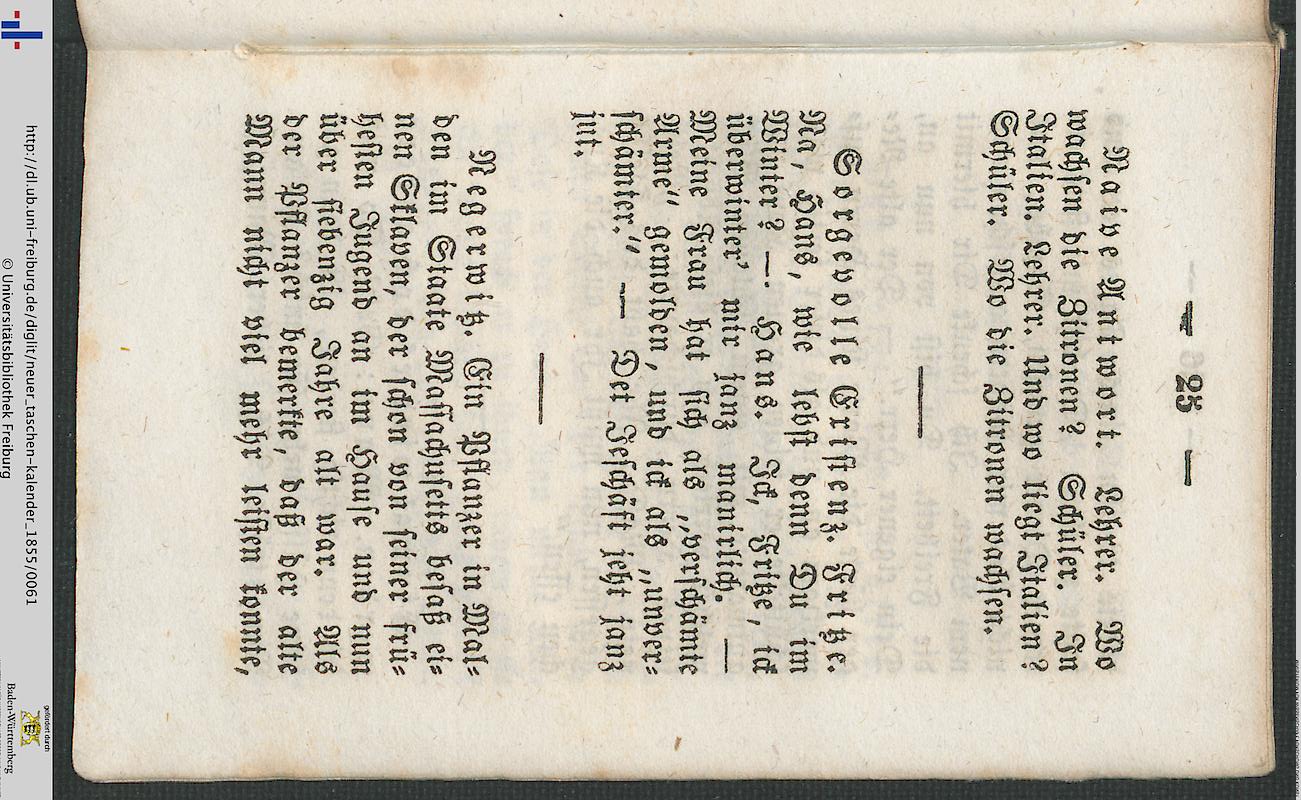 — 25 —
Naive Antwort. Lehrer. Wo
wachsen die Zitronen? Schüler. In
Italien. Lehrer. Und wo liegt Italien?
Schüler. Wo die Zitronen wachsen.
Sorgevolle Existenz. Fritze.
Na, Hans, wie lebst denn Du im
Winter? — Hans. Ick, Fritze, ick
überwinter' mir janz manirlich. —
Meine Frau hat sich als „verschämte
Arme“ gemolden, und ick als „unver-
schämter.“ — Det Jeschäft jeht janz
jut.
Negerwitz. Ein Pflanzer in Mal-
den im Staate Massachusetts besaß ei-
nen Sklaven, der schon von seiner frü-
hesten Jugend an im Hause und nun
über siebenzig Jahre alt war. Als
der Pflanzer bemerkte, daß der alte
Mann nicht viel mehr leisten konnte,
http://dl.ub.uni-freiburg.de/diglit/neuer_taschen-kalender_1855/0061
© Universitätsbibliothek Freiburg
gefördert durch
Baden-Württemberg